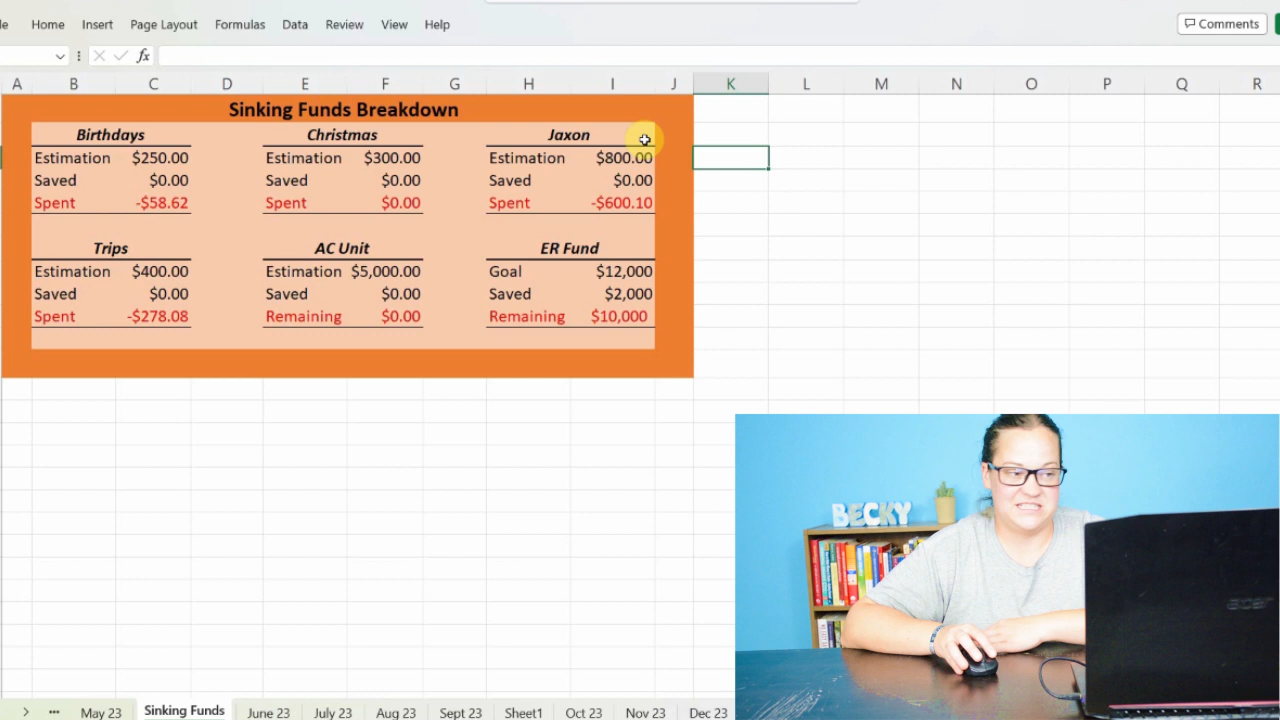 Home Insert Page Layout Formulas Data Review View Help Comments
fx
A B C D E F G H I J K L M N O P Q R
Sinking Funds Breakdown
Birthdays Christmas Jaxon
Estimation $250.00 Estimation $300.00 Estimation $800.00
Saved $0.00 Saved $0.00 Saved $0.00
Spent -$58.62 Spent $0.00 Spent -$600.10
Trips AC Unit ER Fund
Estimation $400.00 Estimation $5,000.00 Goal $12,000
Saved $0.00 Saved $0.00 Saved $2,000
Spent -$278.08 Remaining $0.00 Remaining $10,000
BECKY
acer
May 23 Sinking Funds June 23 July 23 Aug 23 Sept 23 Sheet1 Oct 23 Nov 23 Dec 23